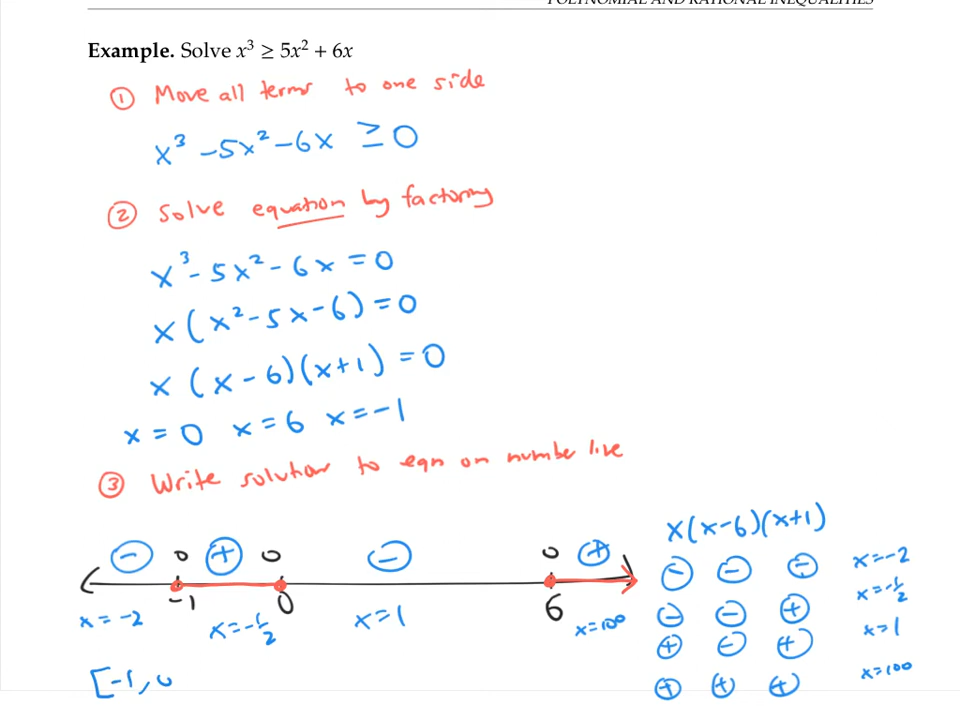 POLYNOMIAL AND RATIONAL INEQUALITIES
Example. Solve x³ ≥ 5x² + 6x
① Move all terms to one side
x³ -5x² -6x ≥ 0
② Solve equation by factoring
x³ - 5x² - 6x = 0
x (x² - 5x - 6) = 0
x (x - 6)(x + 1) = 0
x = 0 x = 6 x = -1
③ Write solutions to eqn on number line
x(x-6)(x+1)
⊖ 0 ⊕ 0 ⊖ 0 ⊕
⊖ ⊖ ⊖ x=-2
-1 0 6
x = -2 x=-1/2 x=1 x=100
⊖ ⊖ ⊕ x=-1/2
⊕ ⊖ ⊕ x=1
⊕ ⊕ ⊕ x=100
[-1, 0